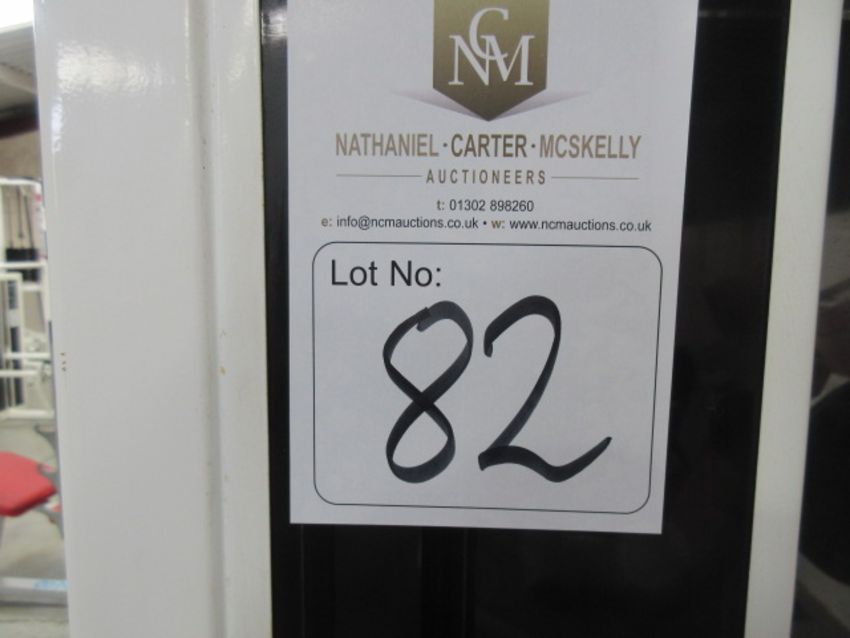 NCM
NATHANIEL · CARTER · MCSKELLY
AUCTIONEERS
t: 01302 898260
e: info@ncmauctions.co.uk • w: www.ncmauctions.co.uk
Lot No:
82